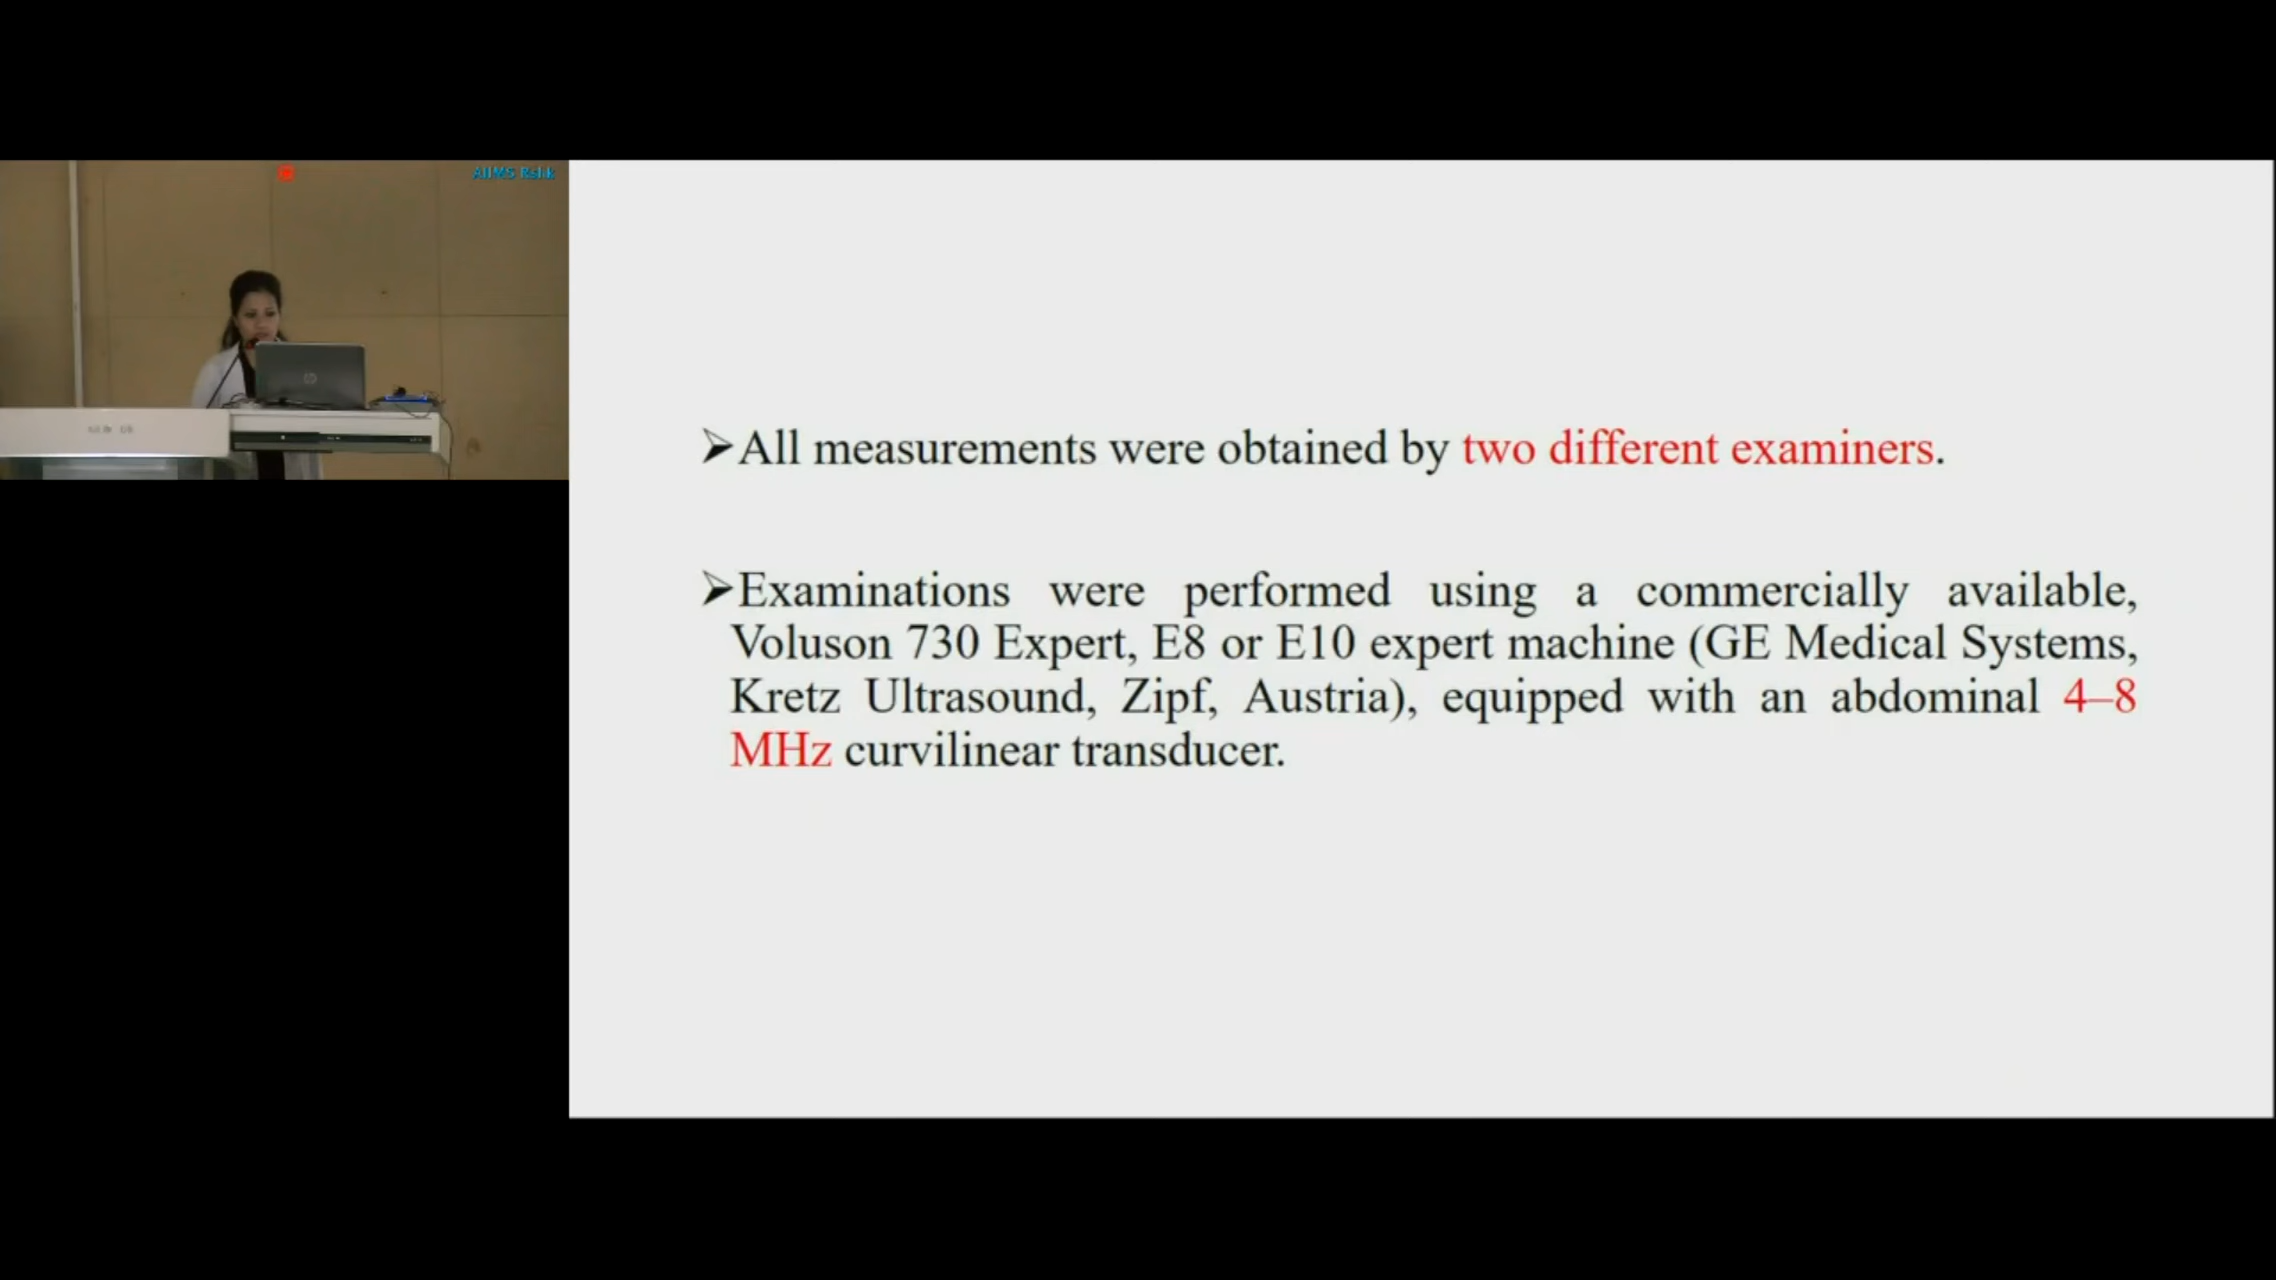 ➢All measurements were obtained by two different examiners.
➢Examinations were performed using a commercially available,
Voluson 730 Expert, E8 or E10 expert machine (GE Medical Systems,
Kretz Ultrasound, Zipf, Austria), equipped with an abdominal 4–8
MHz curvilinear transducer.
hp